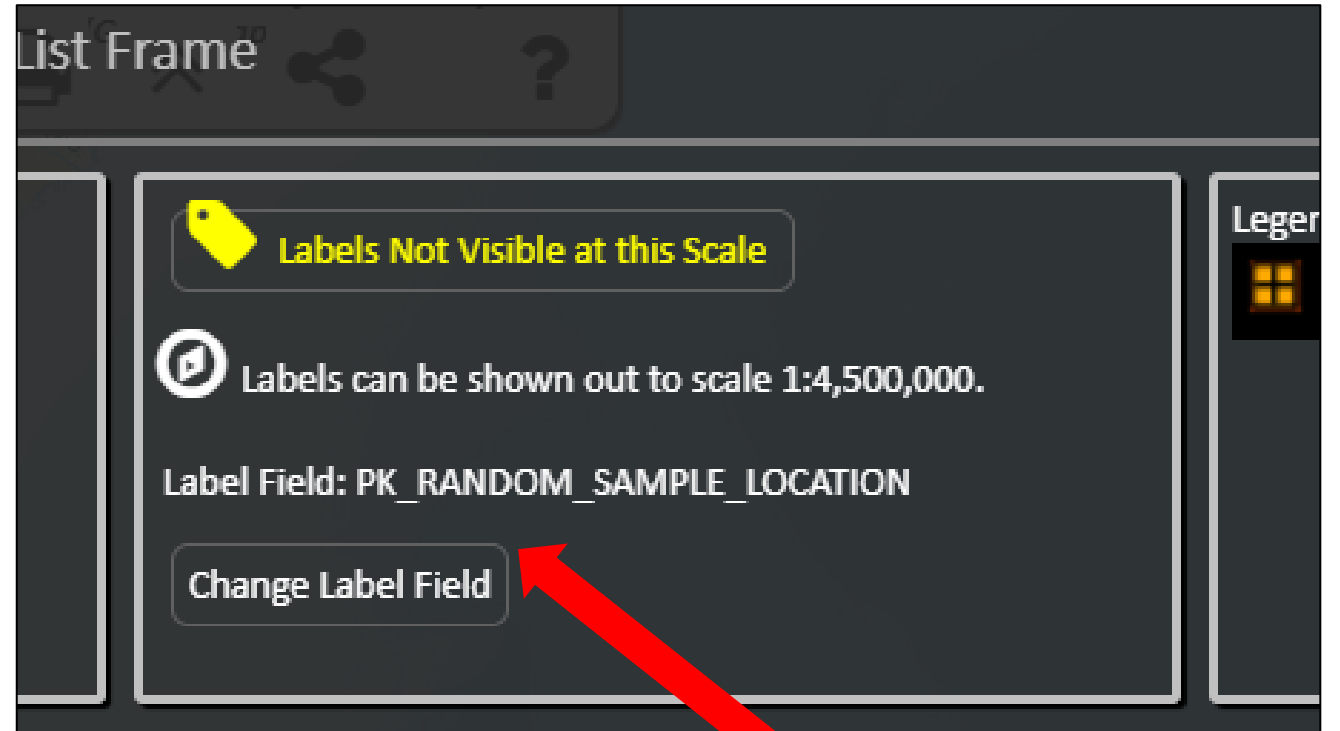 List Frame
?
Labels Not Visible at this Scale
Labels can be shown out to scale 1:4,500,000.
Label Field: PK_RANDOM_SAMPLE_LOCATION
Change Label Field
Legen